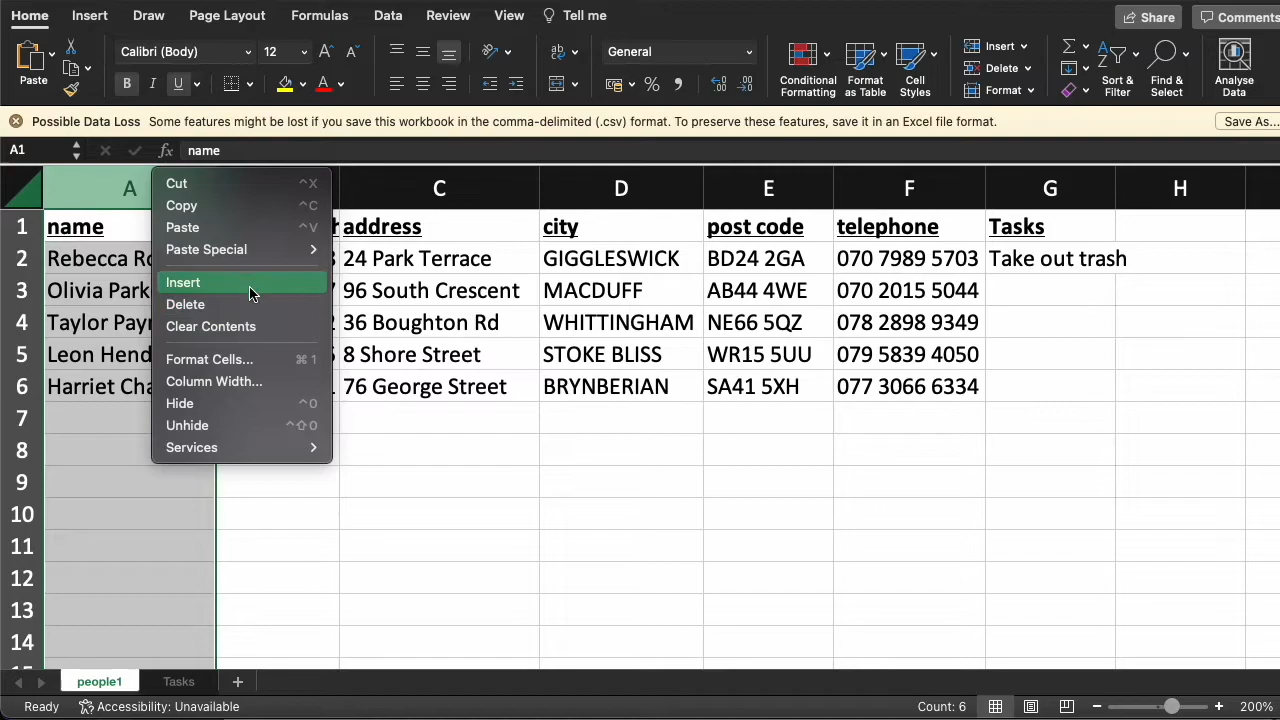 Home Insert Draw Page Layout Formulas Data Review View Tell me Share Comments
Paste Calibri (Body) 12 A A ab General Insert
B I U A % Conditional Formatting Format as Table Cell Styles Delete Sort & Filter Find & Select Analyse Data
Format
Possible Data Loss Some features might be lost if you save this workbook in the comma-delimited (.csv) format. To preserve these features, save it in an Excel file format. Save As...
A1 fx name
A C D E F G H
Cut ^X
Copy ^C
Paste ^V
Paste Special
Insert
Delete
Clear Contents
Format Cells... ⌘1
Column Width...
Hide ^0
Unhide ^⇧0
Services
1 name address city post code telephone Tasks
2 Rebecca 24 Park Terrace GIGGLESWICK BD24 2GA 070 7989 5703 Take out trash
3 Olivia Park 96 South Crescent MACDUFF AB44 4WE 070 2015 5044
4 Taylor 36 Boughton Rd WHITTINGHAM NE66 5QZ 078 2898 9349
5 Leon Hend 8 Shore Street STOKE BLISS WR15 5UU 079 5839 4050
6 Harriet Cha 76 George Street BRYNBERIAN SA41 5XH 077 3066 6334
7
8
9
10
11
12
13
14
people1 Tasks +
Ready Accessibility: Unavailable Count: 6 − + 200%